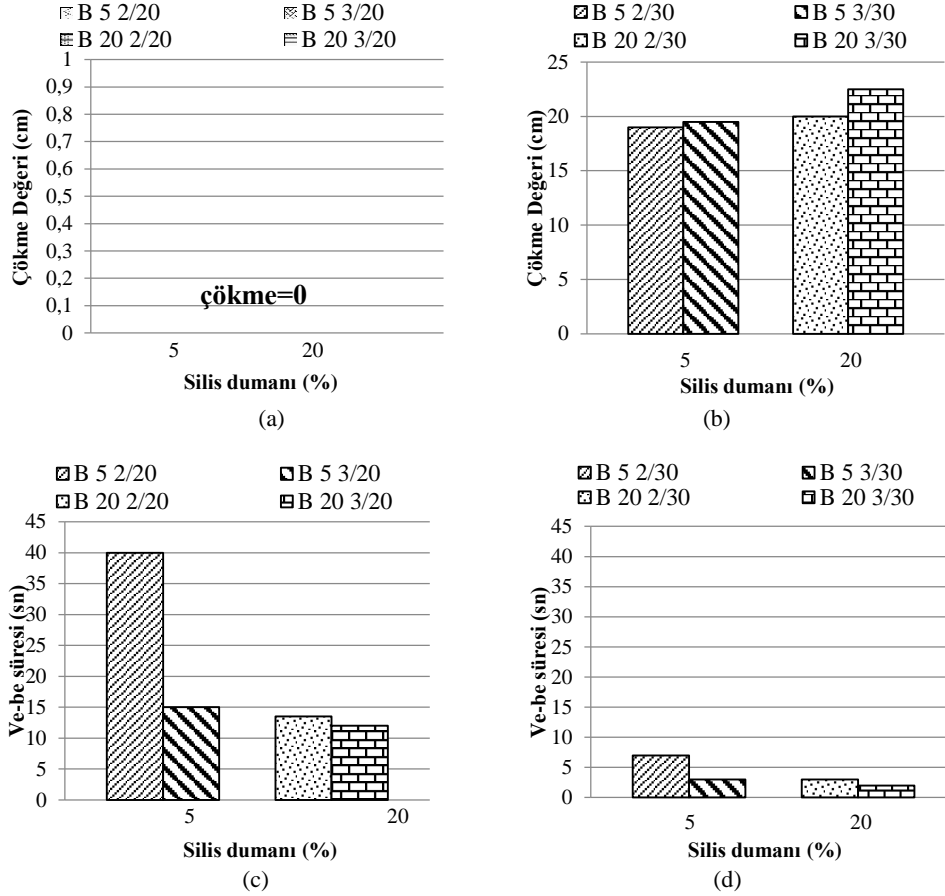 B 5 2/20 B 5 3/20
B 20 2/20 B 20 3/20
1
0,9
0,8
0,7
0,6
0,5
0,4
0,3
0,2
0,1
0
Çökme Değeri (cm)
çökme=0
5 20
Silis dumanı (%)
(a)
B 5 2/30 B 5 3/30
B 20 2/30 B 20 3/30
25
20
15
10
5
0
Çökme Değeri (cm)
5 20
Silis dumanı (%)
(b)
B 5 2/20 B 5 3/20
B 20 2/20 B 20 3/20
45
40
35
30
25
20
15
10
5
0
Ve-be süresi (sn)
5 20
Silis dumanı (%)
(c)
B 5 2/30 B 5 3/30
B 20 2/30 B 20 3/30
45
40
35
30
25
20
15
10
5
0
Ve-be süresi (sn)
5 20
Silis dumanı (%)
(d)